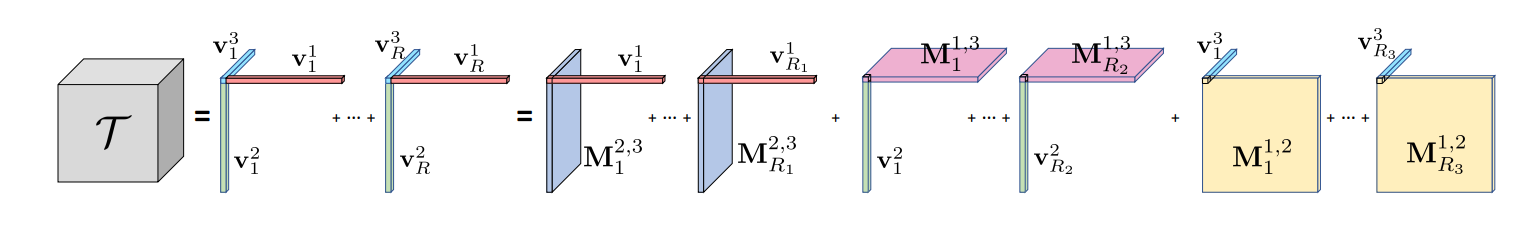 𝒯 = v_1^3 v_1^1 v_1^2 + ··· + v_R^3 v_R^1 v_R^2 = v_1^1 M_1^{2,3} + ··· + v_{R_1}^1 M_{R_1}^{2,3} + M_1^{1,3} v_1^2 + ··· + M_{R_2}^{1,3} v_{R_2}^2 + v_1^3 M_1^{1,2} + ··· + v_{R_3}^3 M_{R_3}^{1,2}